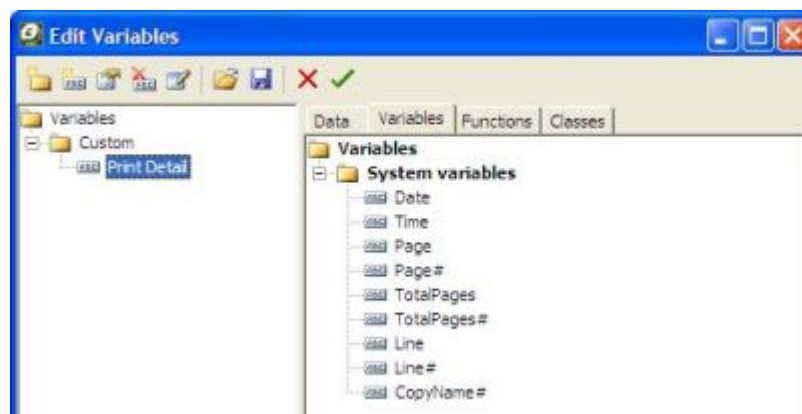 Edit Variables
Variables
Custom
Print Detail
Data Variables Functions Classes
Variables
System variables
Date
Time
Page
Page#
TotalPages
TotalPages#
Line
Line#
CopyName#